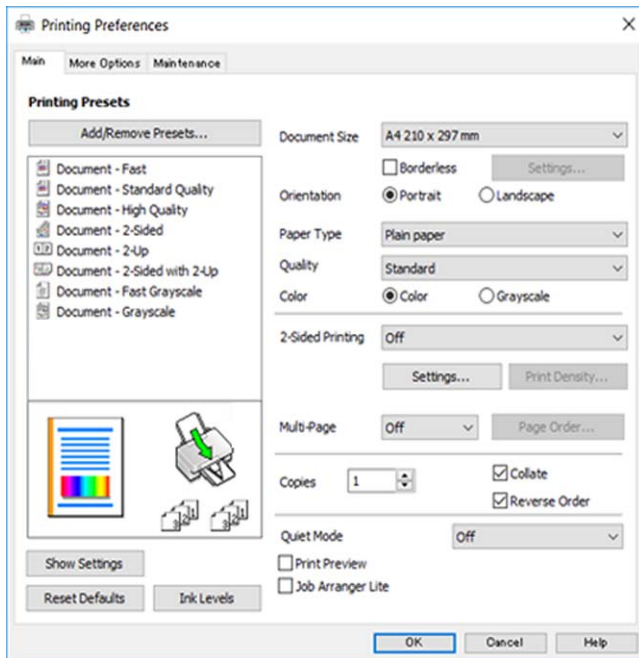 Printing Preferences
Main More Options Maintenance
Printing Presets
Add/Remove Presets...
Document - Fast
Document - Standard Quality
Document - High Quality
Document - 2-Sided
Document - 2-Up
Document - 2-Sided with 2-Up
Document - Fast Grayscale
Document - Grayscale
Show Settings
Reset Defaults Ink Levels
Document Size A4 210 x 297 mm
Borderless Settings...
Orientation Portrait Landscape
Paper Type Plain paper
Quality Standard
Color Color Grayscale
2-Sided Printing Off
Settings... Print Density...
Multi-Page Off Page Order...
Copies 1 Collate
Reverse Order
Quiet Mode Off
Print Preview
Job Arranger Lite
OK Cancel Help